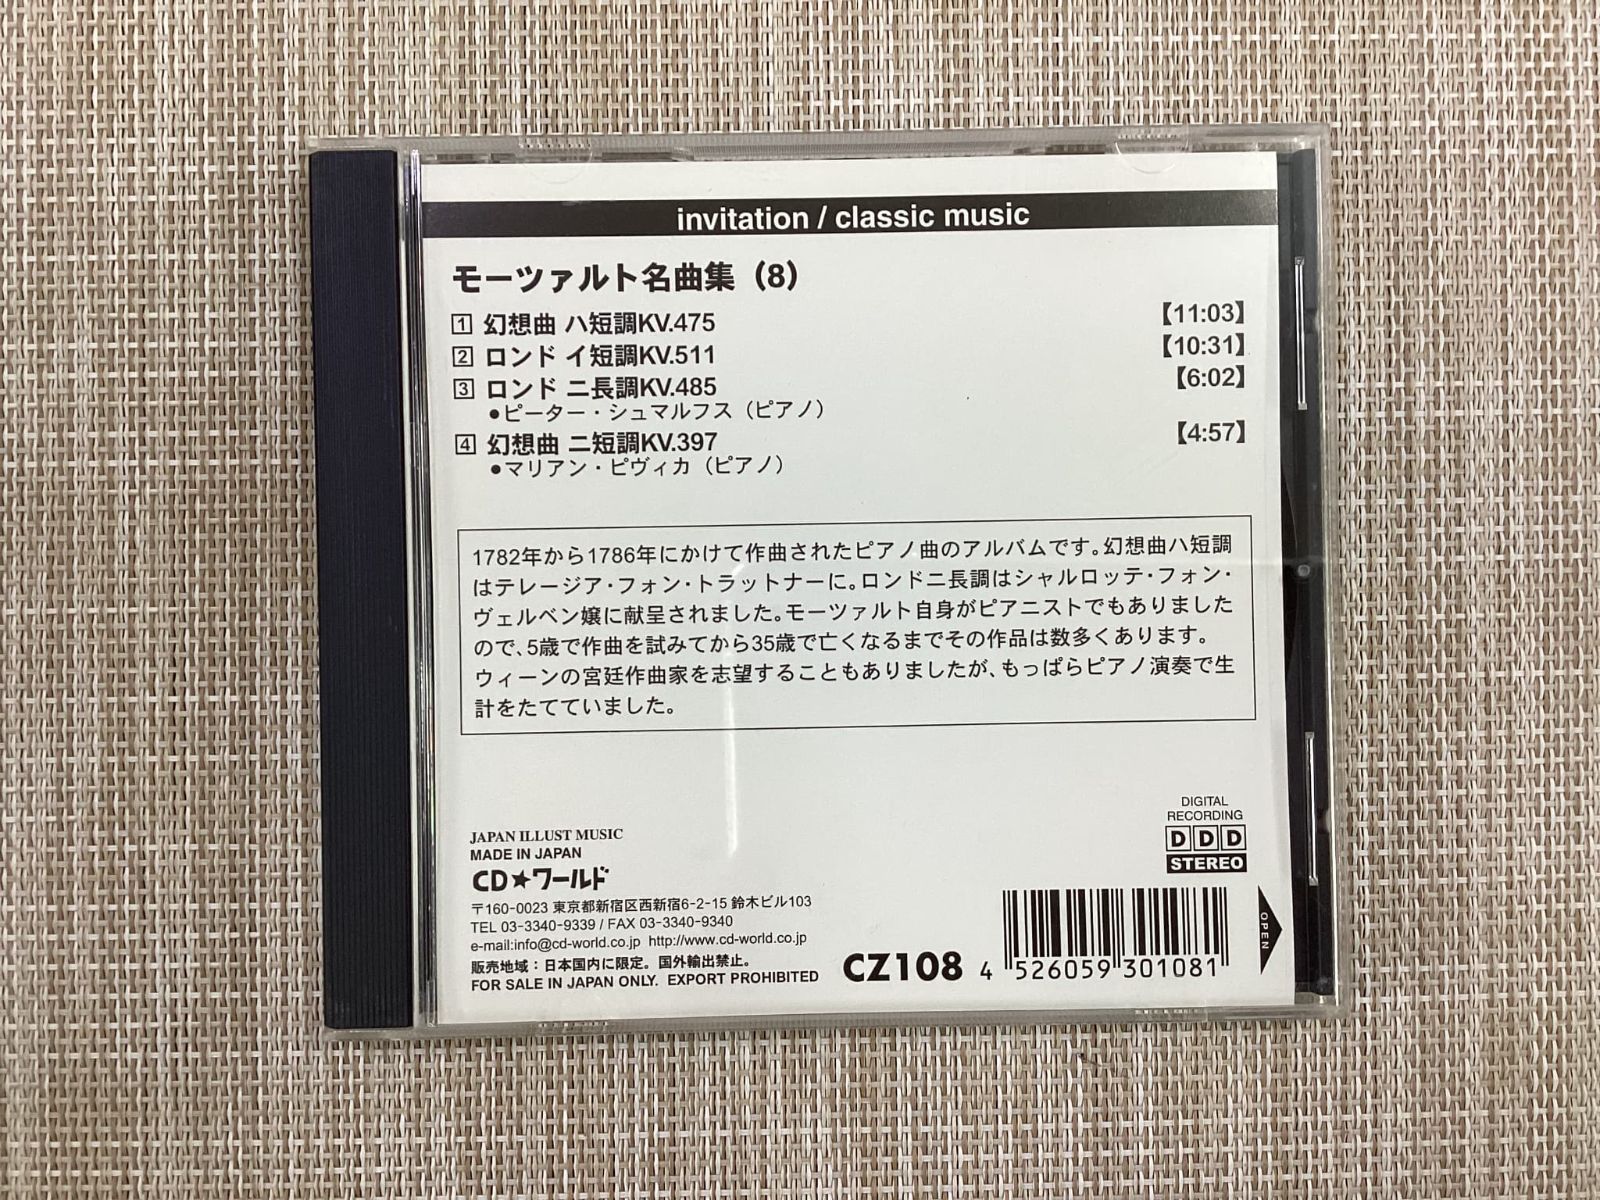 invitation / classic music
モーツァルト名曲集（8）
1 幻想曲 ハ短調KV.475 【11:03】
2 ロンド イ短調KV.511 【10:31】
3 ロンド ニ長調KV.485 【6:02】
●ピーター・シュマルフス（ピアノ）
4 幻想曲 ニ短調KV.397 【4:57】
●マリアン・ピヴィカ（ピアノ）
1782年から1786年にかけて作曲されたピアノ曲のアルバムです。幻想曲ハ短調
はテレージア・フォン・トラットナーに。ロンドニ長調はシャルロッテ・フォン・
ヴェルベン嬢に献呈されました。モーツァルト自身がピアニストでもありました
ので、5歳で作曲を試みてから35歳で亡くなるまでその作品は数多くあります。
ウィーンの宮廷作曲家を志望することもありましたが、もっぱらピアノ演奏で生
計をたてていました。
DIGITAL
RECORDING
DDD
STEREO
JAPAN ILLUST MUSIC
MADE IN JAPAN
CD★ワールド
〒160-0023 東京都新宿区西新宿6-2-15 鈴木ビル103
TEL 03-3340-9339 / FAX 03-3340-9340
e-mail:info@cd-world.co.jp http://www.cd-world.co.jp
販売地域：日本国内に限定。国外輸出禁止。
FOR SALE IN JAPAN ONLY. EXPORT PROHIBITED
CZ108
4 526059 301081
OPEN